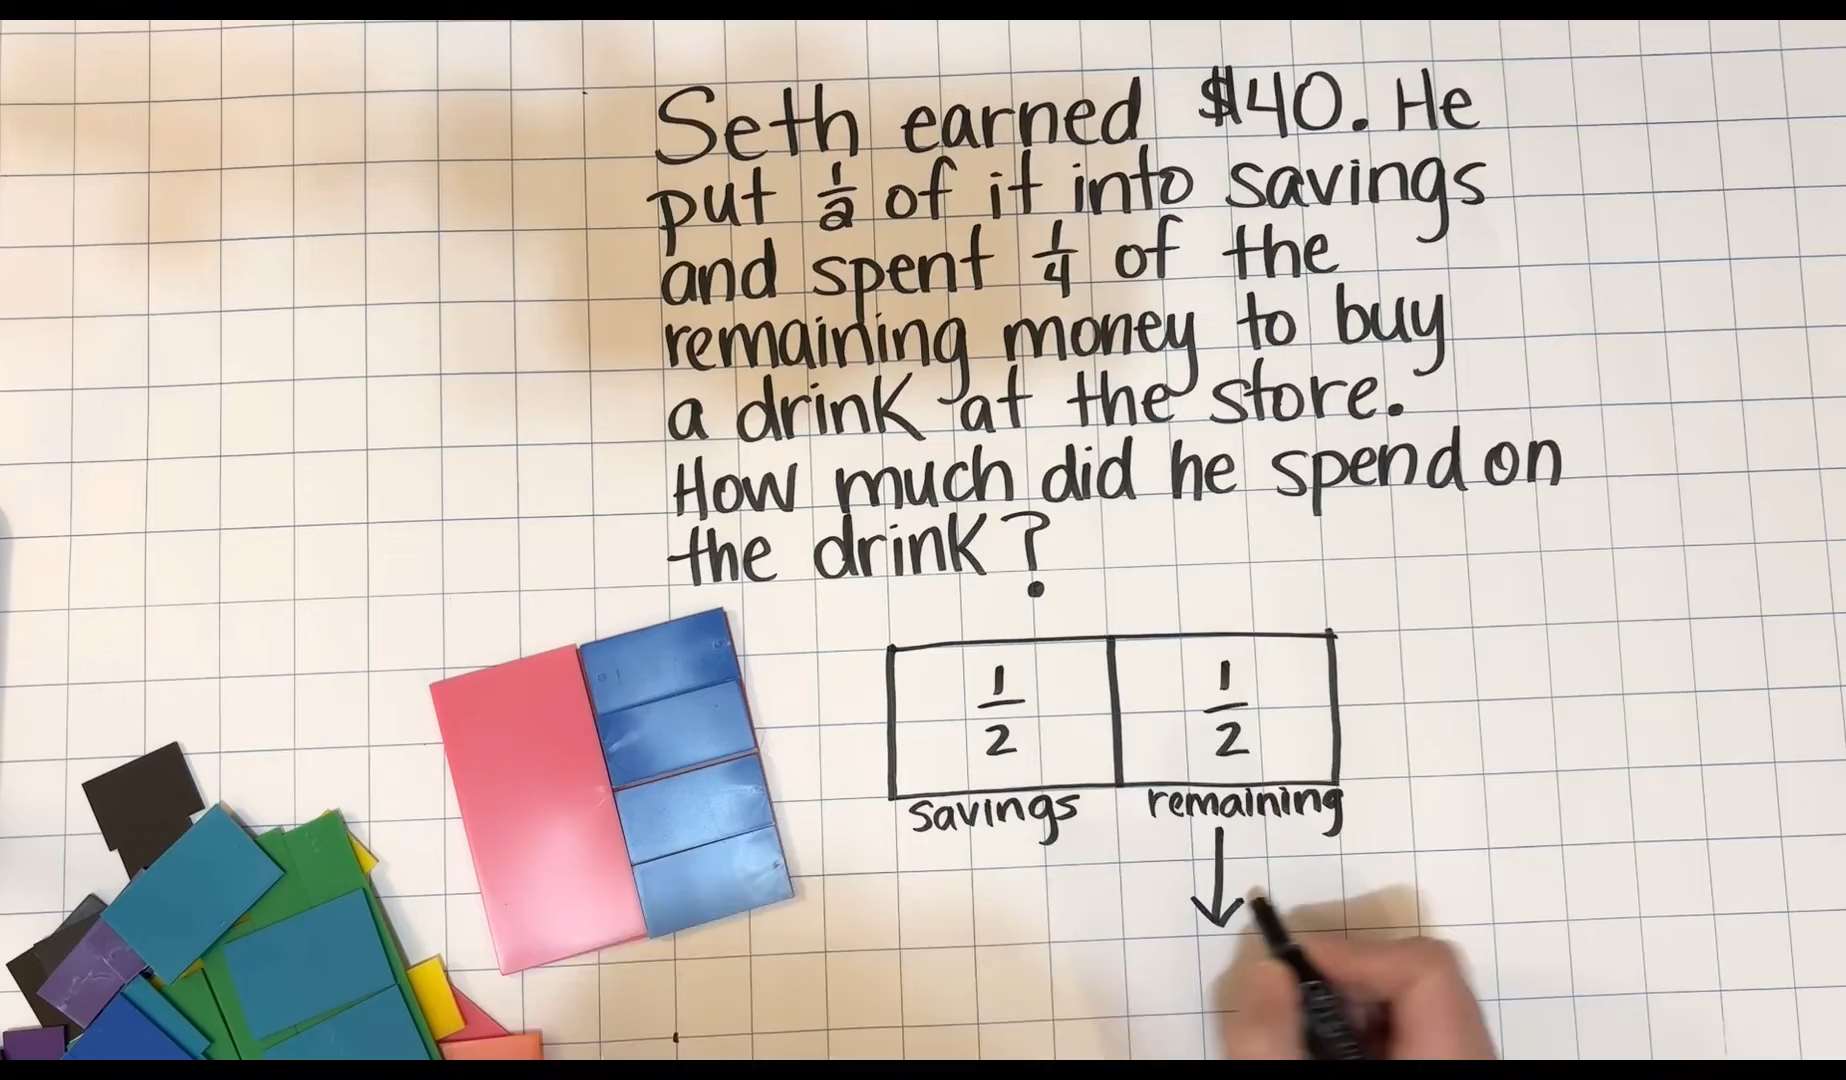 Seth earned $40. He
put 1/2 of it into savings
and spent 1/4 of the
remaining money to buy
a drink at the store.
How much did he spend on
the drink?
1/2 1/2
savings remaining